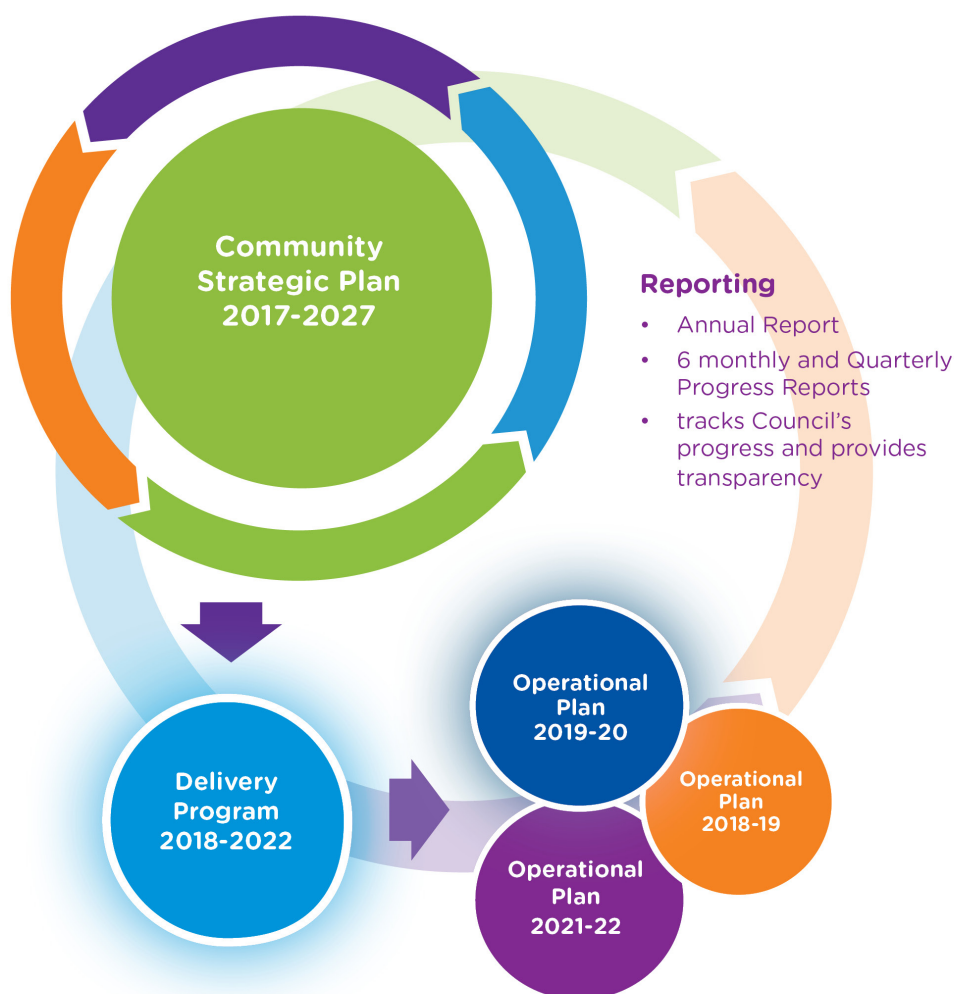 Community
Strategic Plan
2017-2027
Reporting
• Annual Report
• 6 monthly and Quarterly
Progress Reports
• tracks Council's
progress and provides
transparency
Delivery
Program
2018-2022
Operational
Plan
2019-20
Operational
Plan
2018-19
Operational
Plan
2021-22